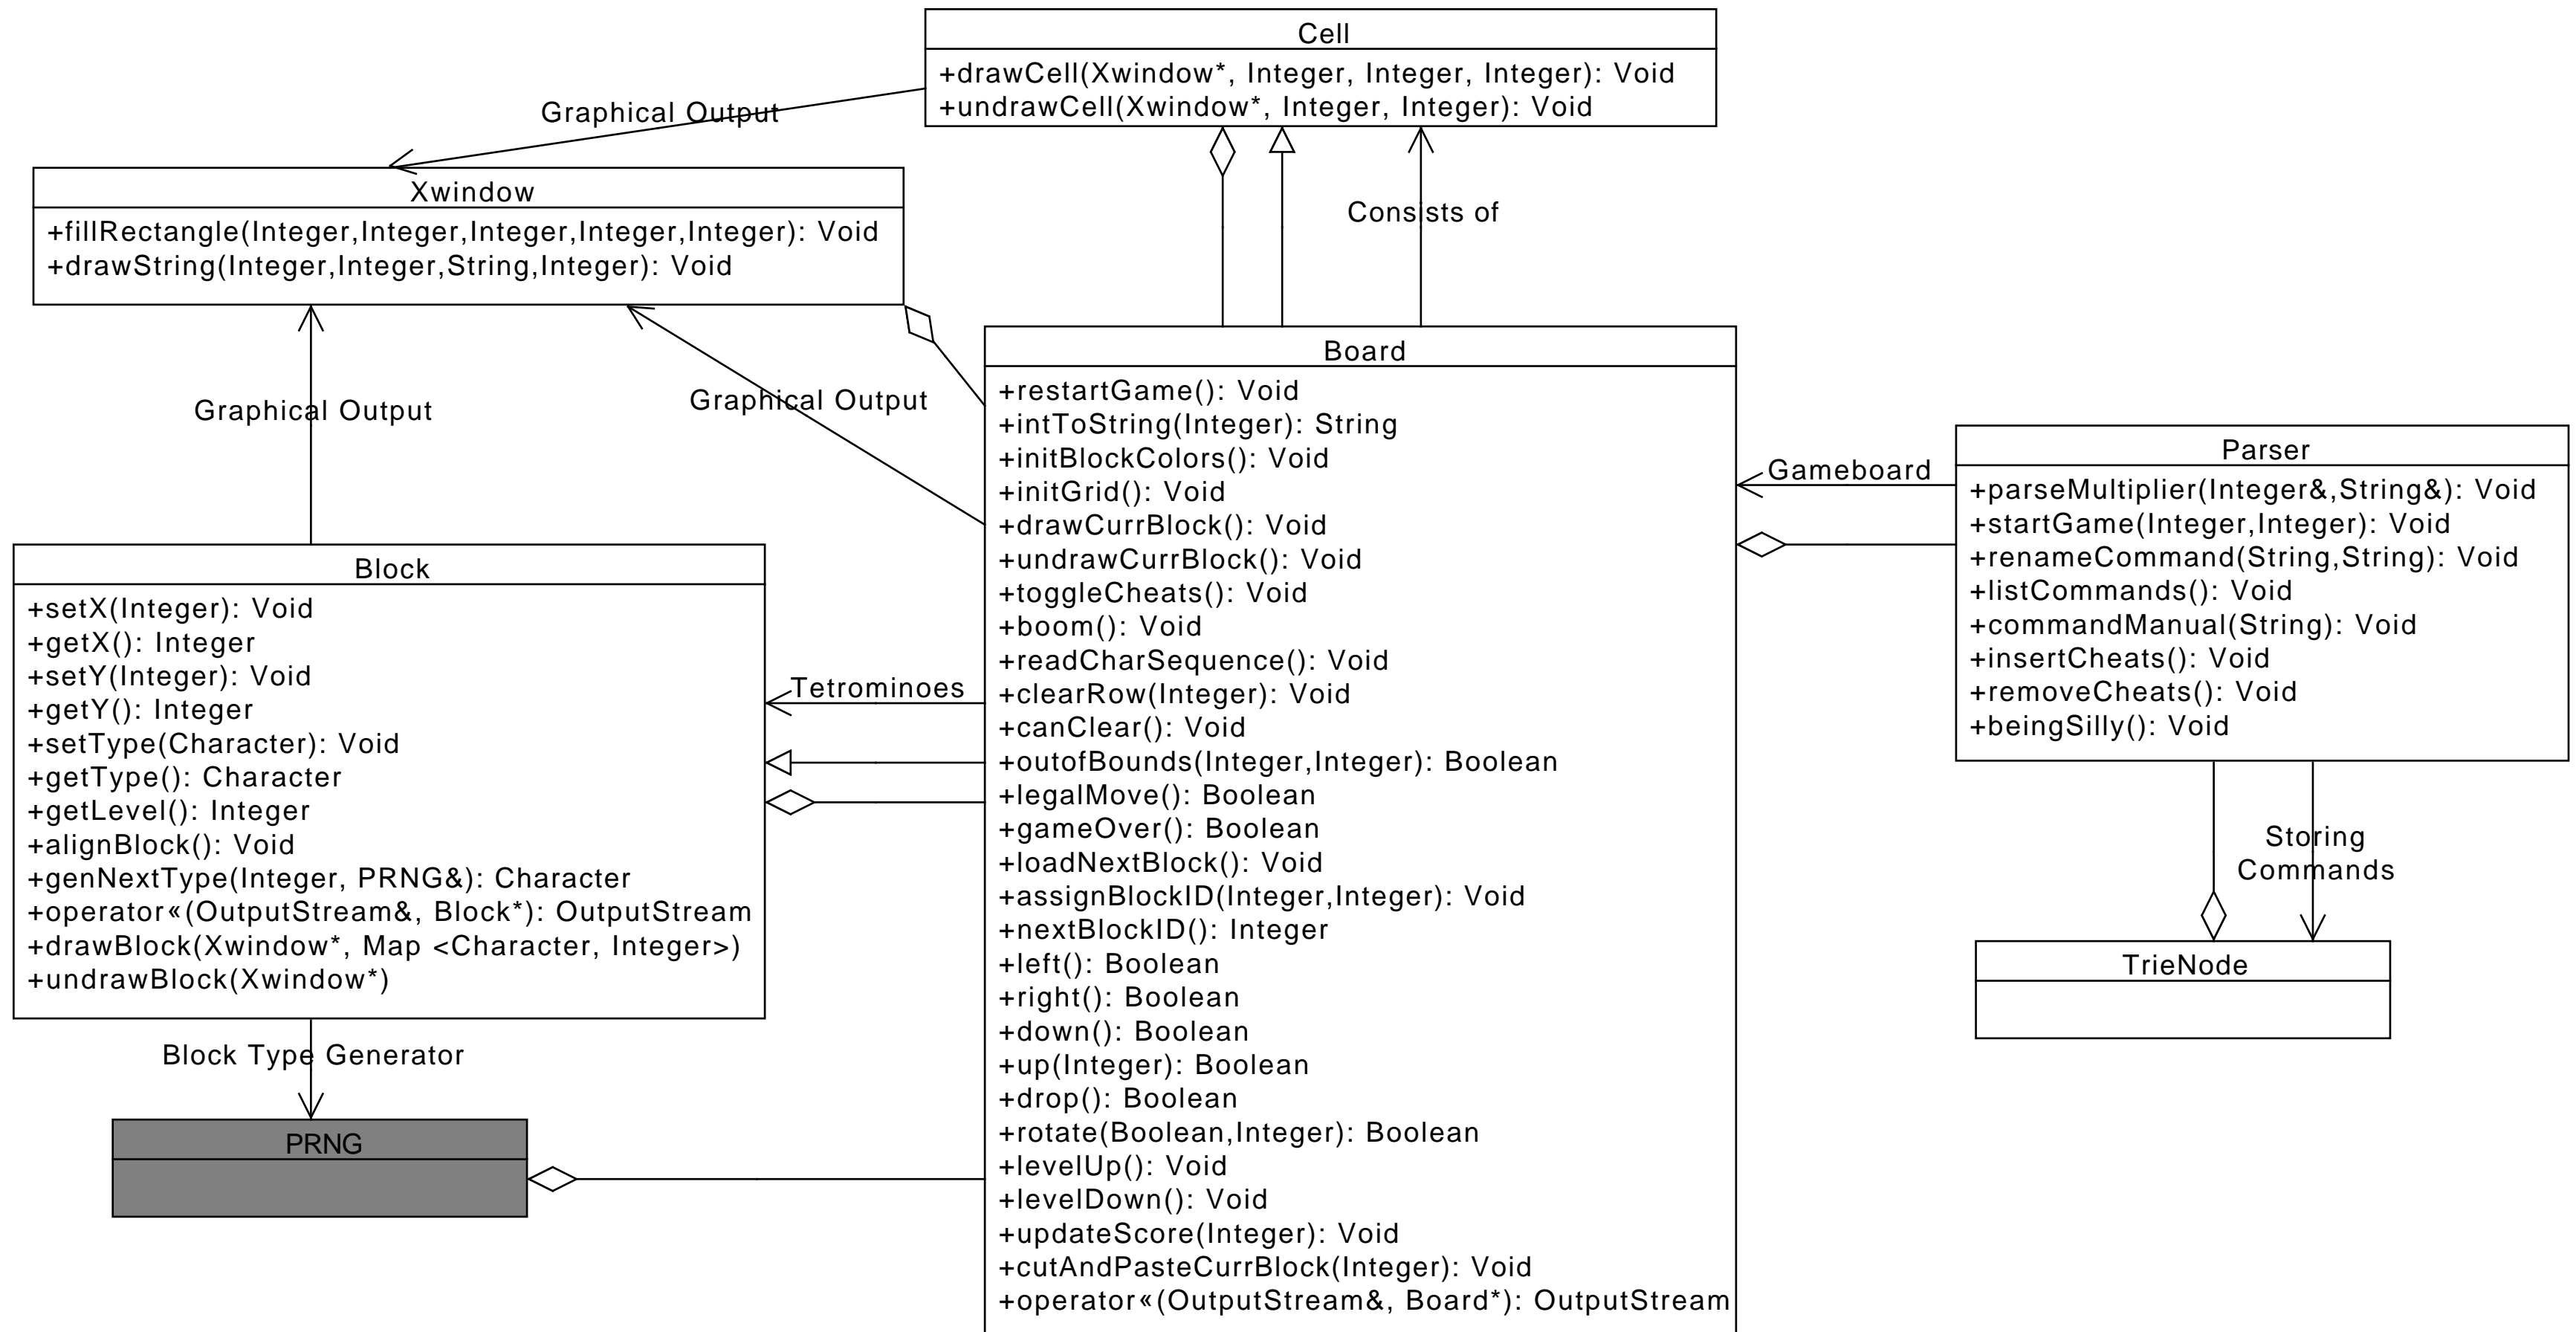 Cell
+drawCell(Xwindow*, Integer, Integer, Integer): Void
+undrawCell(Xwindow*, Integer, Integer): Void
Graphical Output
Xwindow
+fillRectangle(Integer,Integer,Integer,Integer,Integer): Void
+drawString(Integer,Integer,String,Integer): Void
Consists of
Graphical Output
Graphical Output
Block
+setX(Integer): Void
+getX(): Integer
+setY(Integer): Void
+getY(): Integer
+setType(Character): Void
+getType(): Character
+getLevel(): Integer
+alignBlock(): Void
+genNextType(Integer, PRNG&): Character
+operator«(OutputStream&, Block*): OutputStream
+drawBlock(Xwindow*, Map <Character, Integer>)
+undrawBlock(Xwindow*)
Block Type Generator
PRNG
Tetrominoes
Board
+restartGame(): Void
+intToString(Integer): String
+initBlockColors(): Void
+initGrid(): Void
+drawCurrBlock(): Void
+undrawCurrBlock(): Void
+toggleCheats(): Void
+boom(): Void
+readCharSequence(): Void
+clearRow(Integer): Void
+canClear(): Void
+outofBounds(Integer,Integer): Boolean
+legalMove(): Boolean
+gameOver(): Boolean
+loadNextBlock(): Void
+assignBlockID(Integer,Integer): Void
+nextBlockID(): Integer
+left(): Boolean
+right(): Boolean
+down(): Boolean
+up(Integer): Boolean
+drop(): Boolean
+rotate(Boolean,Integer): Boolean
+levelUp(): Void
+levelDown(): Void
+updateScore(Integer): Void
+cutAndPasteCurrBlock(Integer): Void
+operator«(OutputStream&, Board*): OutputStream
Gameboard
Parser
+parseMultiplier(Integer&,String&): Void
+startGame(Integer,Integer): Void
+renameCommand(String,String): Void
+listCommands(): Void
+commandManual(String): Void
+insertCheats(): Void
+removeCheats(): Void
+beingSilly(): Void
Storing
Commands
TrieNode